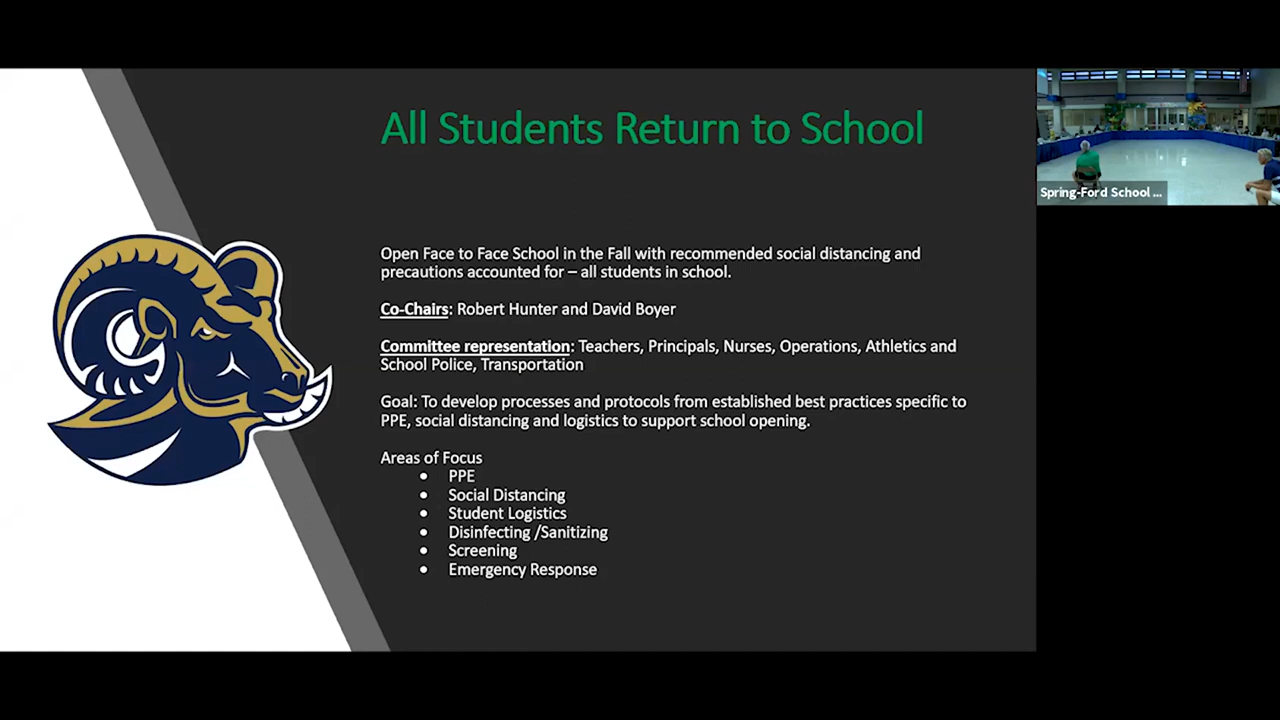 All Students Return to School
Spring-Ford School ...
Open Face to Face School in the Fall with recommended social distancing and
precautions accounted for – all students in school.
Co-Chairs: Robert Hunter and David Boyer
Committee representation: Teachers, Principals, Nurses, Operations, Athletics and
School Police, Transportation
Goal: To develop processes and protocols from established best practices specific to
PPE, social distancing and logistics to support school opening.
Areas of Focus
• PPE
• Social Distancing
• Student Logistics
• Disinfecting /Sanitizing
• Screening
• Emergency Response